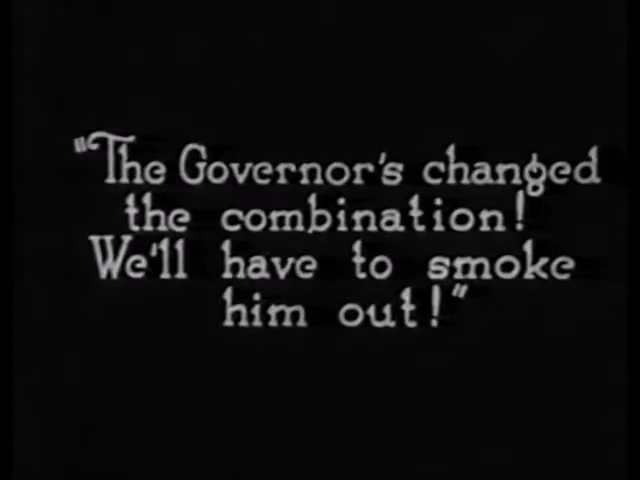 "The Governor's changed
the combination!
We'll have to smoke
him out!"